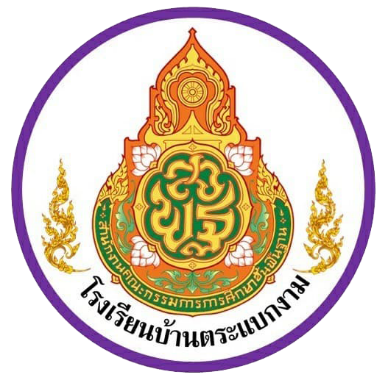 สำนักงานคณะกรรมการการศึกษาขั้นพื้นฐาน
โรงเรียนบ้านตระแบกงาม